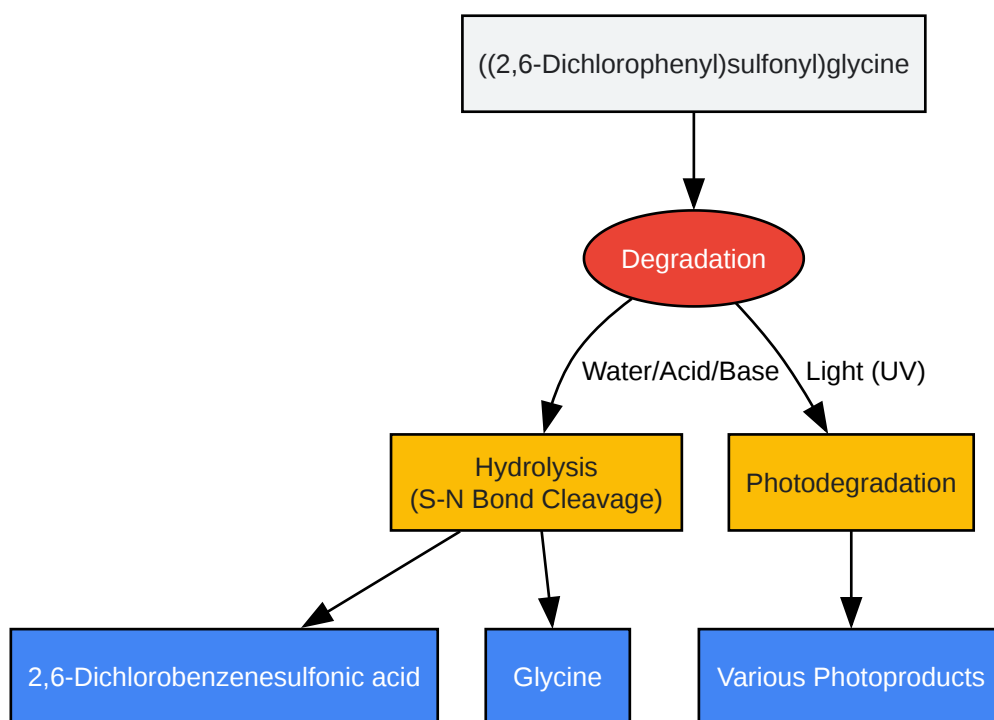 ((2,6-Dichlorophenyl)sulfonyl)glycine
Degradation
Water/Acid/Base
Light (UV)
Hydrolysis
(S-N Bond Cleavage)
Photodegradation
2,6-Dichlorobenzenesulfonic acid
Glycine
Various Photoproducts